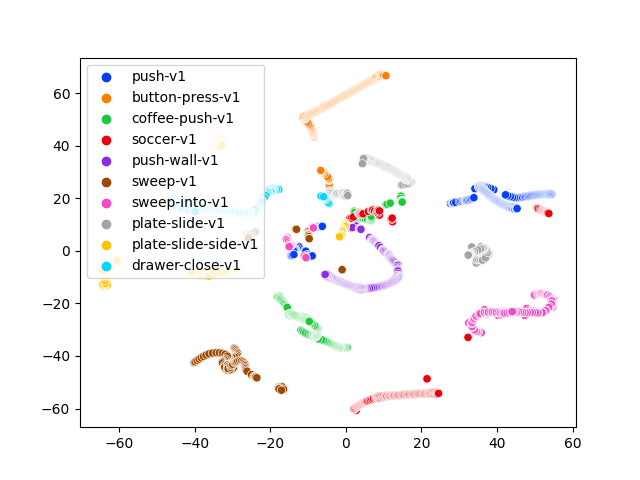 push-v1
button-press-v1
coffee-push-v1
soccer-v1
push-wall-v1
sweep-v1
sweep-into-v1
plate-slide-v1
plate-slide-side-v1
drawer-close-v1
60
40
20
0
−20
−40
−60
−60 −40 −20 0 20 40 60